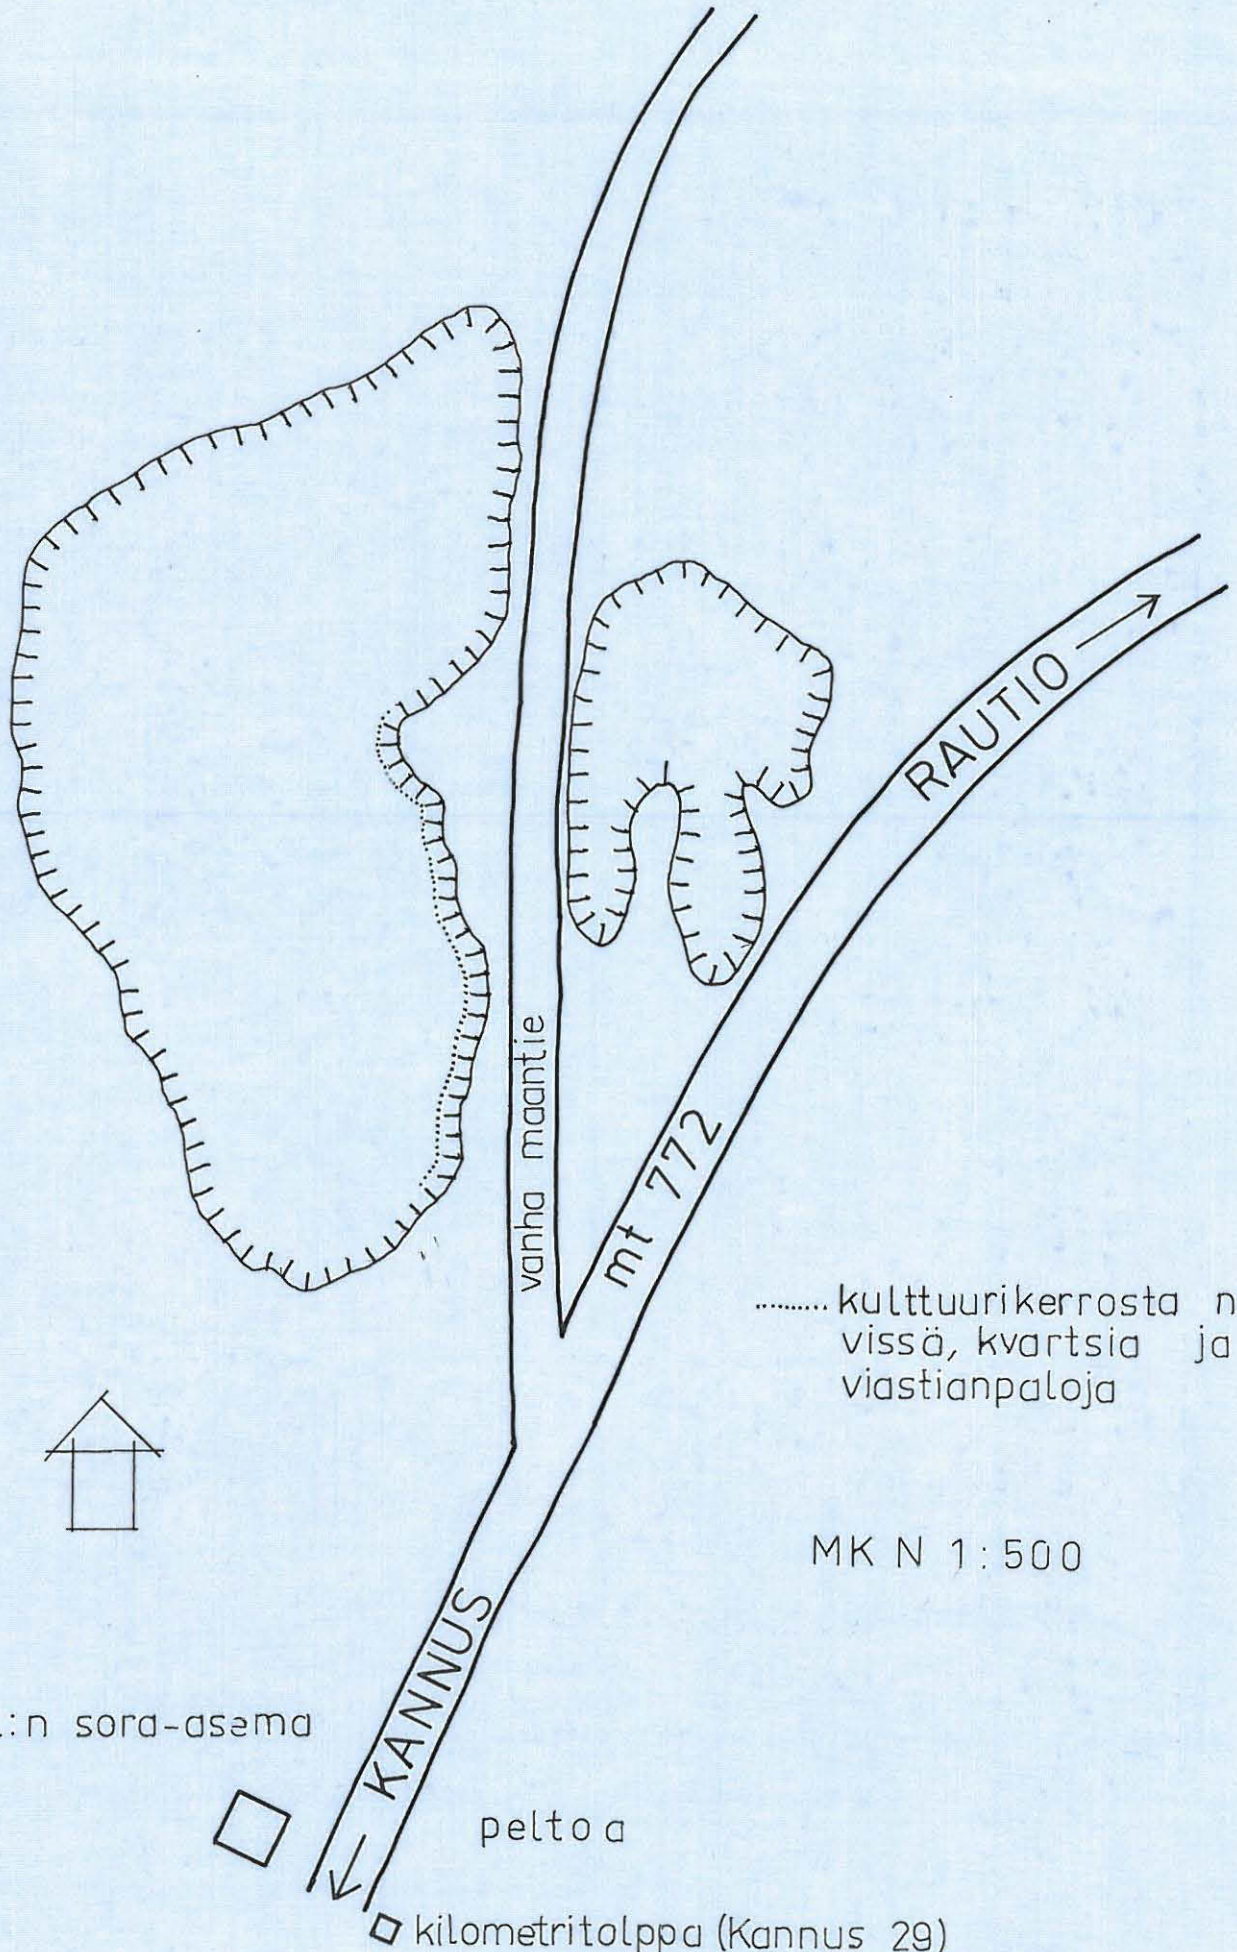 RAUTIO
vanha maantie
mt 772
.......... kulttuurikerrosta n
vissä, kvartsia ja
viastianpaloja
MK N 1:500
KANNUS
:n sora-asema
peltoa
kilometritolppa (Kannus 29)